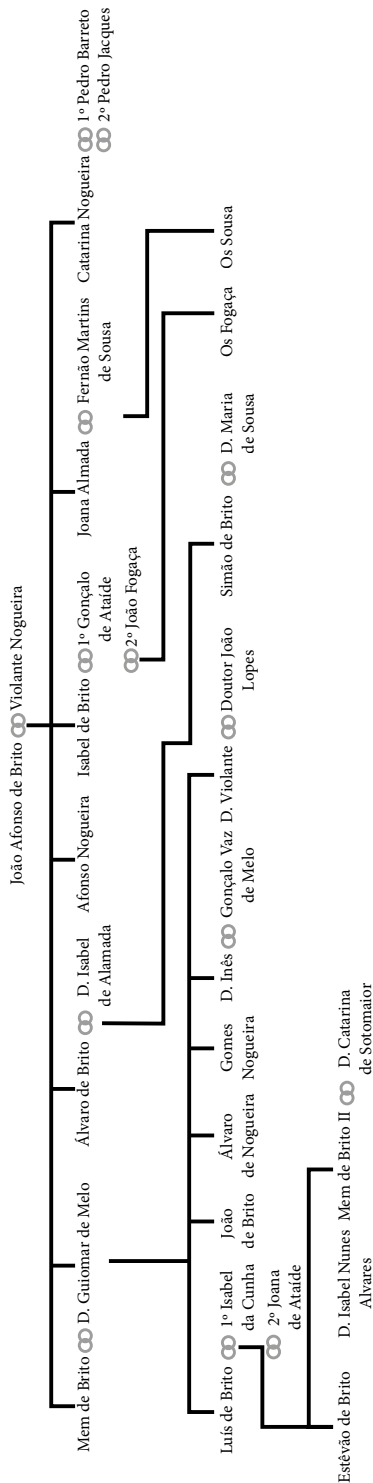 João Afonso de Brito Violante Nogueira
Mem de Brito D. Guiomar de Melo
Álvaro de Brito D. Isabel
de Alamada
Afonso Nogueira
Isabel de Brito 1º Gonçalo
de Ataíde
2º João Fogaça
Joana Almada Fernão Martins
de Sousa
Catarina Nogueira 1º Pedro Barreto
2º Pedro Jacques
Luís de Brito 1º Isabel
da Cunha
2º Joana
de Ataíde
João
de Brito
Álvaro
de Nogueira
Gomes
Nogueira
D. Inês Gonçalo Vaz
de Melo
D. Violante Doutor João
Lopes
Simão de Brito D. Maria
de Sousa
Os Fogaça
Os Sousa
Estêvão de Brito
D. Isabel Nunes
Alvares
Mem de Brito II D. Catarina
de Sotomaior